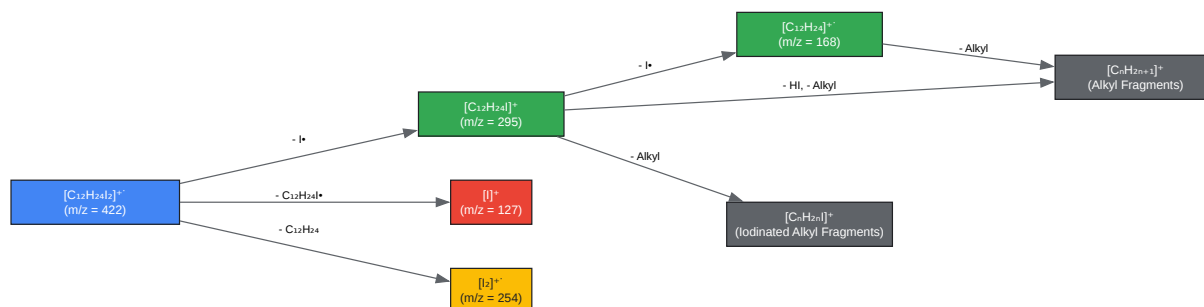 [C₁₂H₂₄]⁺˙
(m/z = 168)
- Alkyl
- I•
[CₙH₂ₙ₊₁]⁺
(Alkyl Fragments)
- HI, - Alkyl
[C₁₂H₂₄I]⁺
(m/z = 295)
- I•
- Alkyl
[C₁₂H₂₄I₂]⁺˙
(m/z = 422)
- C₁₂H₂₄I•
[I]⁺
(m/z = 127)
[CₙH₂ₙI]⁺
(Iodinated Alkyl Fragments)
- C₁₂H₂₄
[I₂]⁺˙
(m/z = 254)